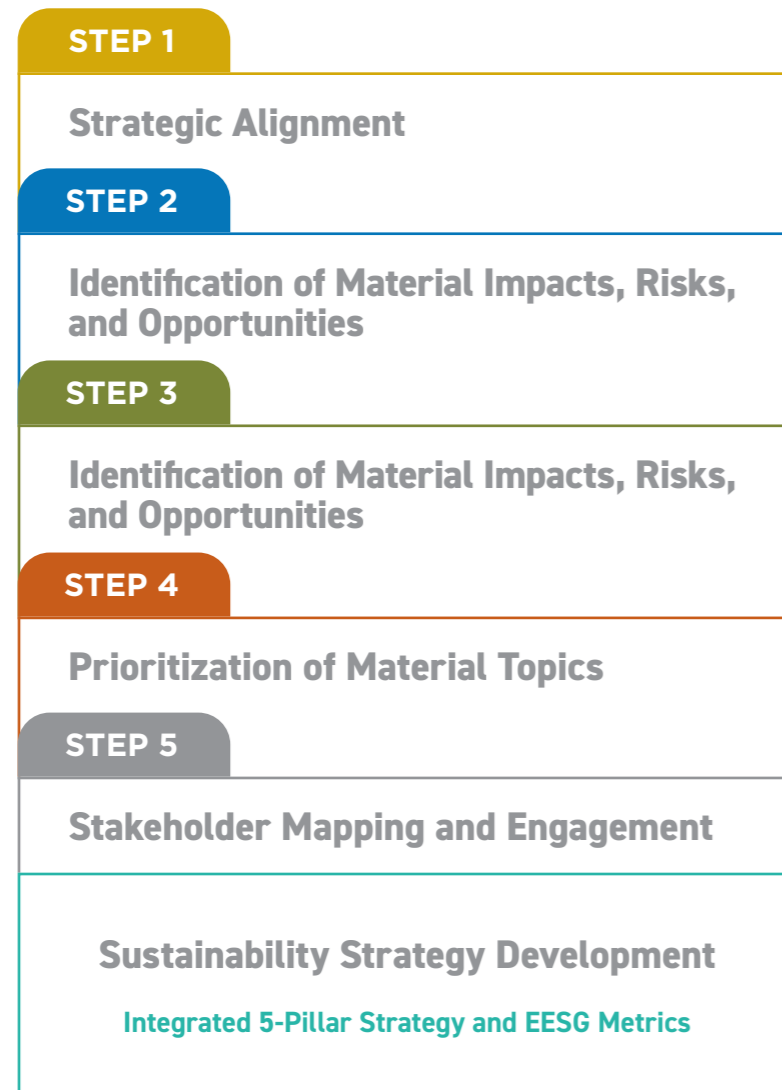 STEP 1
Strategic Alignment
STEP 2
Identification of Material Impacts, Risks,
and Opportunities
STEP 3
Identification of Material Impacts, Risks,
and Opportunities
STEP 4
Prioritization of Material Topics
STEP 5
Stakeholder Mapping and Engagement
Sustainability Strategy Development
Integrated 5-Pillar Strategy and EESG Metrics